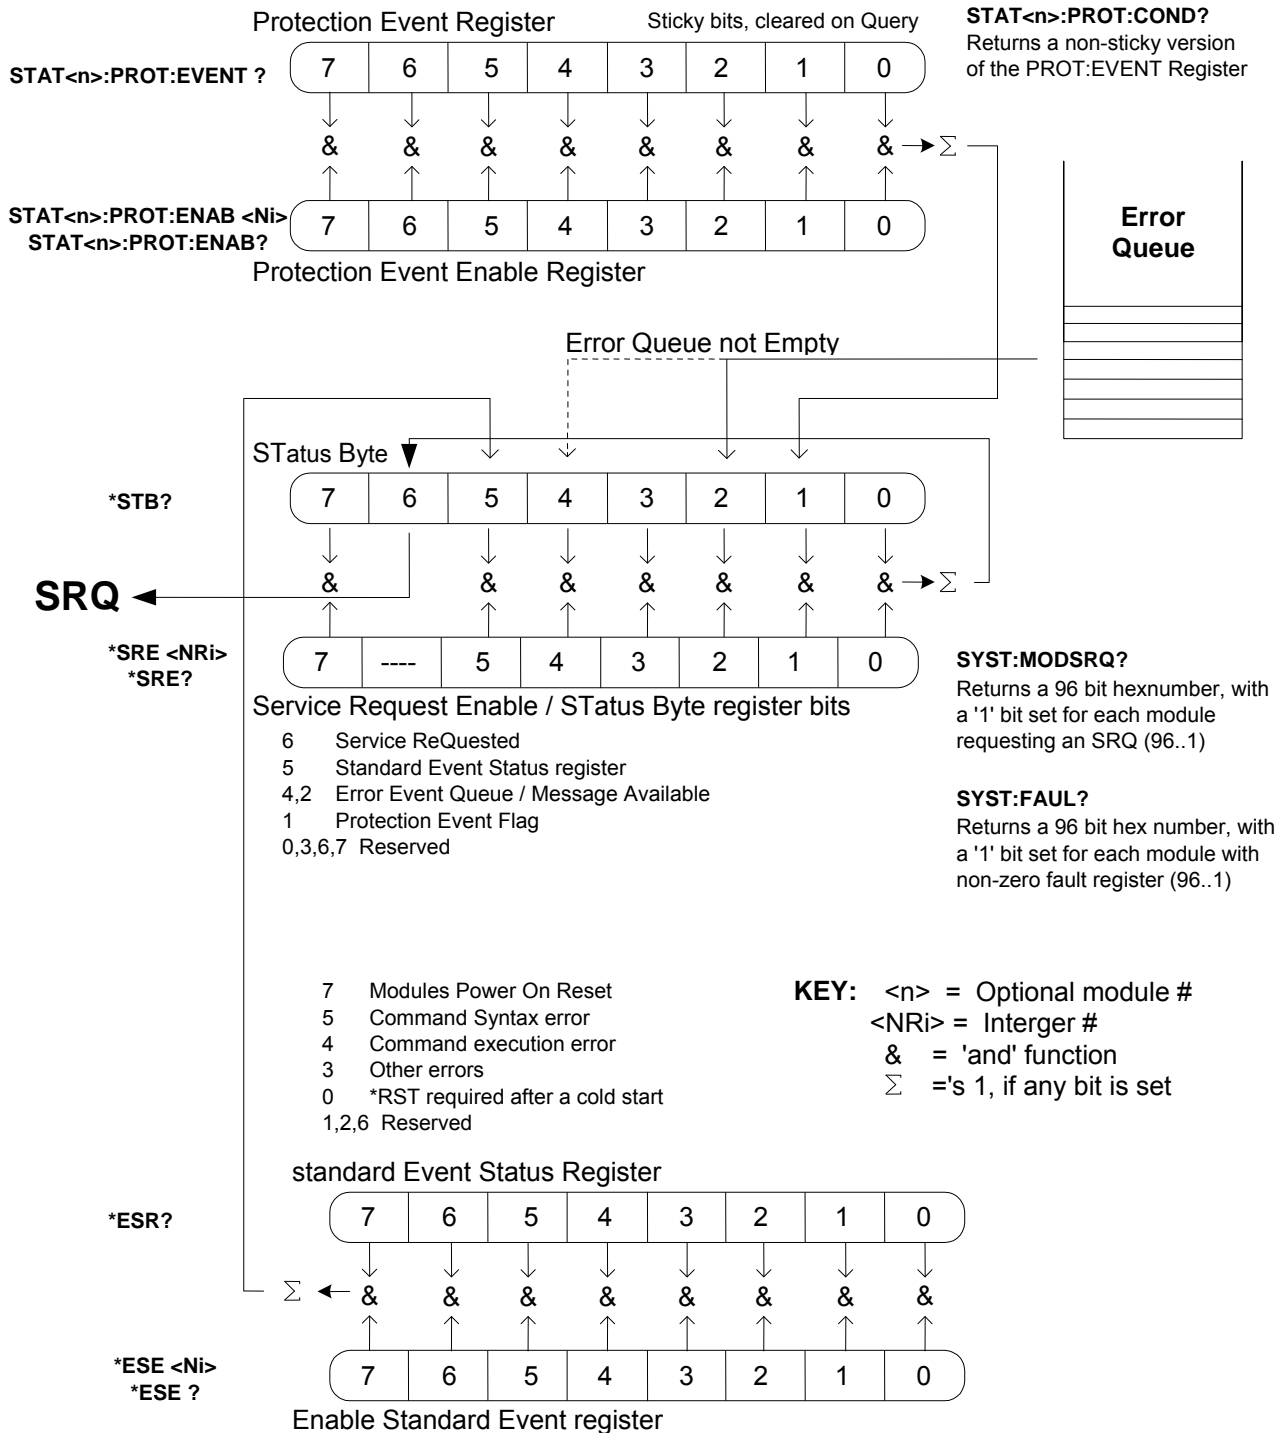 Protection Event Register
Sticky bits, cleared on Query
STAT<n>:PROT:COND?
Returns a non-sticky version
of the PROT:EVENT Register
STAT<n>:PROT:EVENT ?
7 6 5 4 3 2 1 0
& & & & & & & & Σ
STAT<n>:PROT:ENAB <Ni>
STAT<n>:PROT:ENAB?
7 6 5 4 3 2 1 0
Protection Event Enable Register
Error
Queue
Error Queue not Empty
STatus Byte
*STB?
7 6 5 4 3 2 1 0
SRQ
& & & & & & & Σ
*SRE <NRi>
*SRE?
7 ---- 5 4 3 2 1 0
Service Request Enable / STatus Byte register bits
6 Service ReQuested
5 Standard Event Status register
4,2 Error Event Queue / Message Available
1 Protection Event Flag
0,3,6,7 Reserved
SYST:MODSRQ?
Returns a 96 bit hexnumber, with
a '1' bit set for each module
requesting an SRQ (96..1)
SYST:FAUL?
Returns a 96 bit hex number, with
a '1' bit set for each module with
non-zero fault register (96..1)
7 Modules Power On Reset
5 Command Syntax error
4 Command execution error
3 Other errors
0 *RST required after a cold start
1,2,6 Reserved
KEY: <n> = Optional module #
<NRi> = Interger #
& = 'and' function
Σ ='s 1, if any bit is set
standard Event Status Register
*ESR?
7 6 5 4 3 2 1 0
Σ & & & & & & & &
*ESE <Ni>
*ESE ?
7 6 5 4 3 2 1 0
Enable Standard Event register